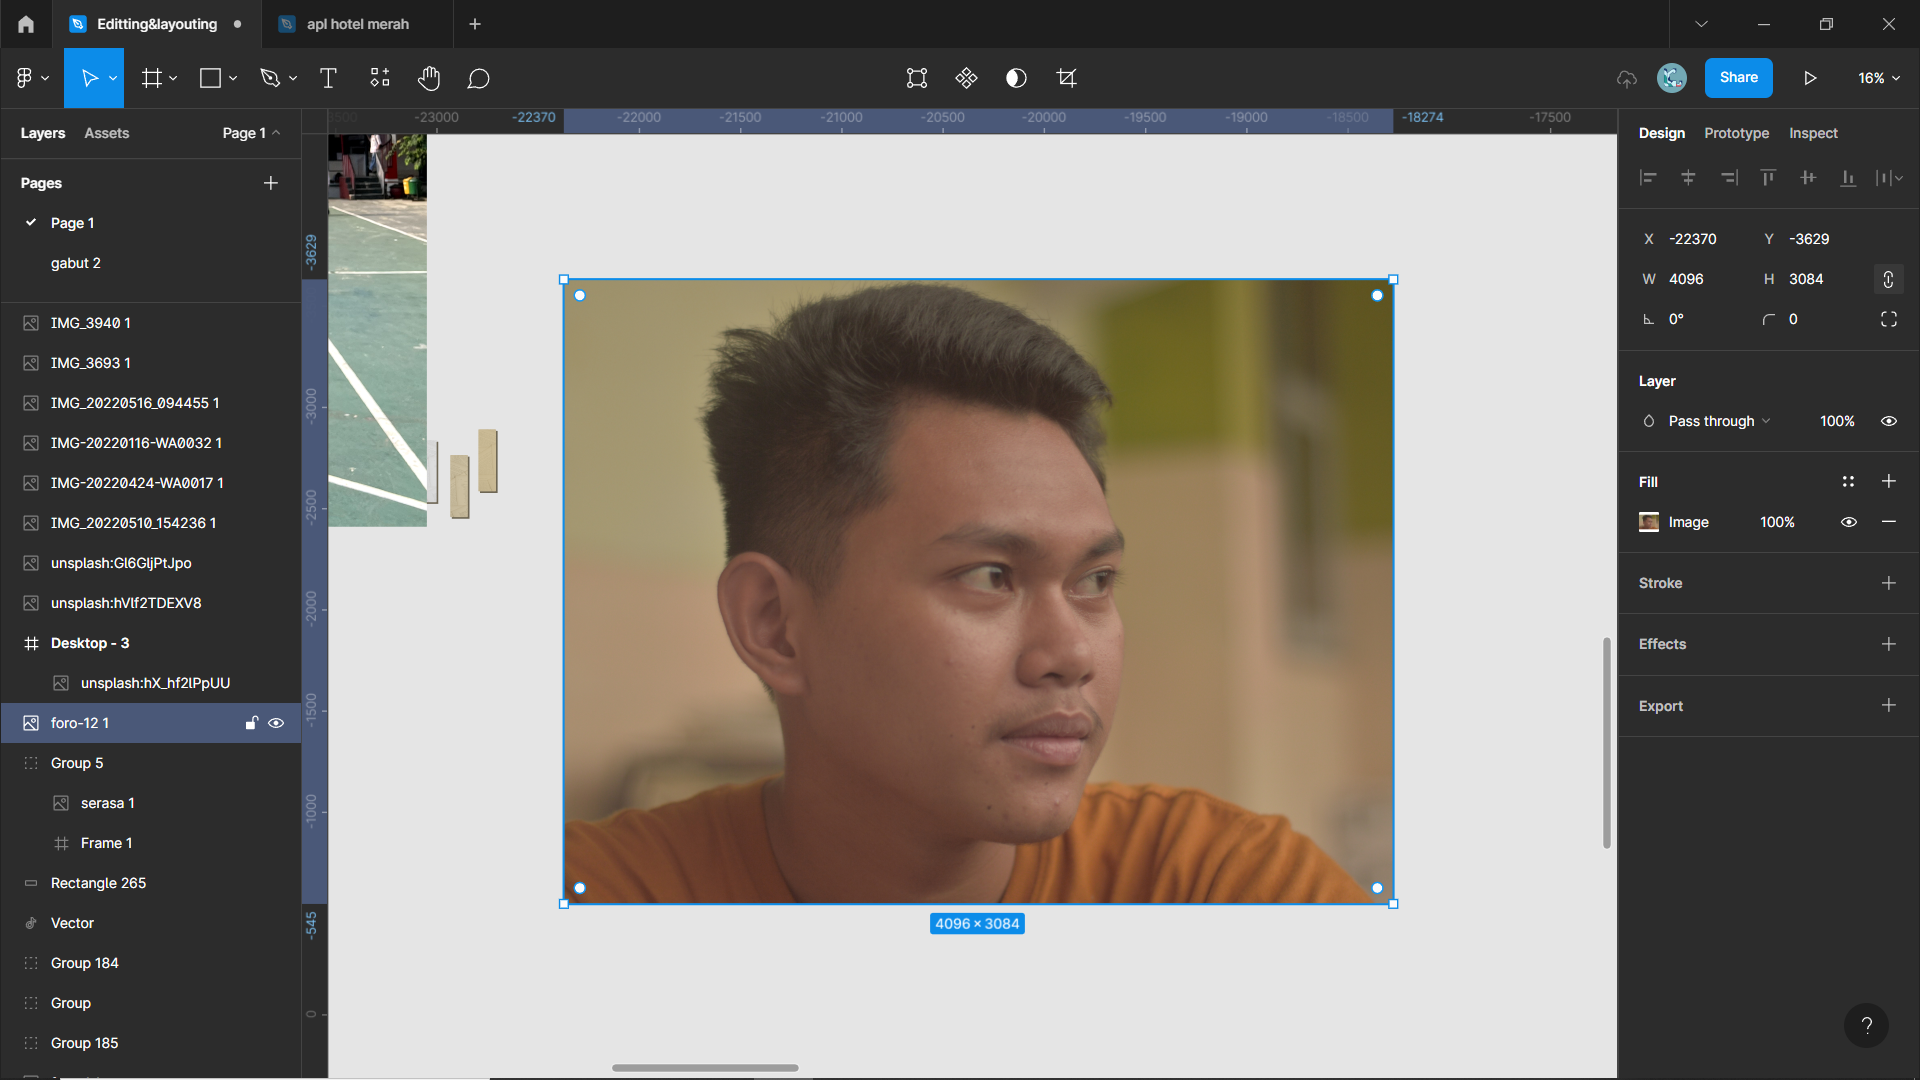 Editting&layouting
apl hotel merah
Share
16%
Layers
Assets
Page 1
Pages
Page 1
gabut 2
IMG_3940 1
IMG_3693 1
IMG_20220516_094455 1
IMG-20220116-WA0032 1
IMG-20220424-WA0017 1
IMG_20220510_154236 1
unsplash:Gl6GljPtJpo
unsplash:hVlf2TDEXV8
Desktop - 3
unsplash:hX_hf2lPpUU
foro-12 1
Group 5
serasa 1
Frame 1
Rectangle 265
Vector
Group 184
Group
Group 185
-23000
-22370
-22000
-21500
-21000
-20500
-20000
-19500
-19000
-18500
-18274
-17500
-3629
-3000
-2500
-2000
-1500
-1000
-545
0
4096 × 3084
Design
Prototype
Inspect
X -22370
Y -3629
W 4096
H 3084
0°
0
Layer
Pass through
100%
Fill
Image
100%
Stroke
Effects
Export
?